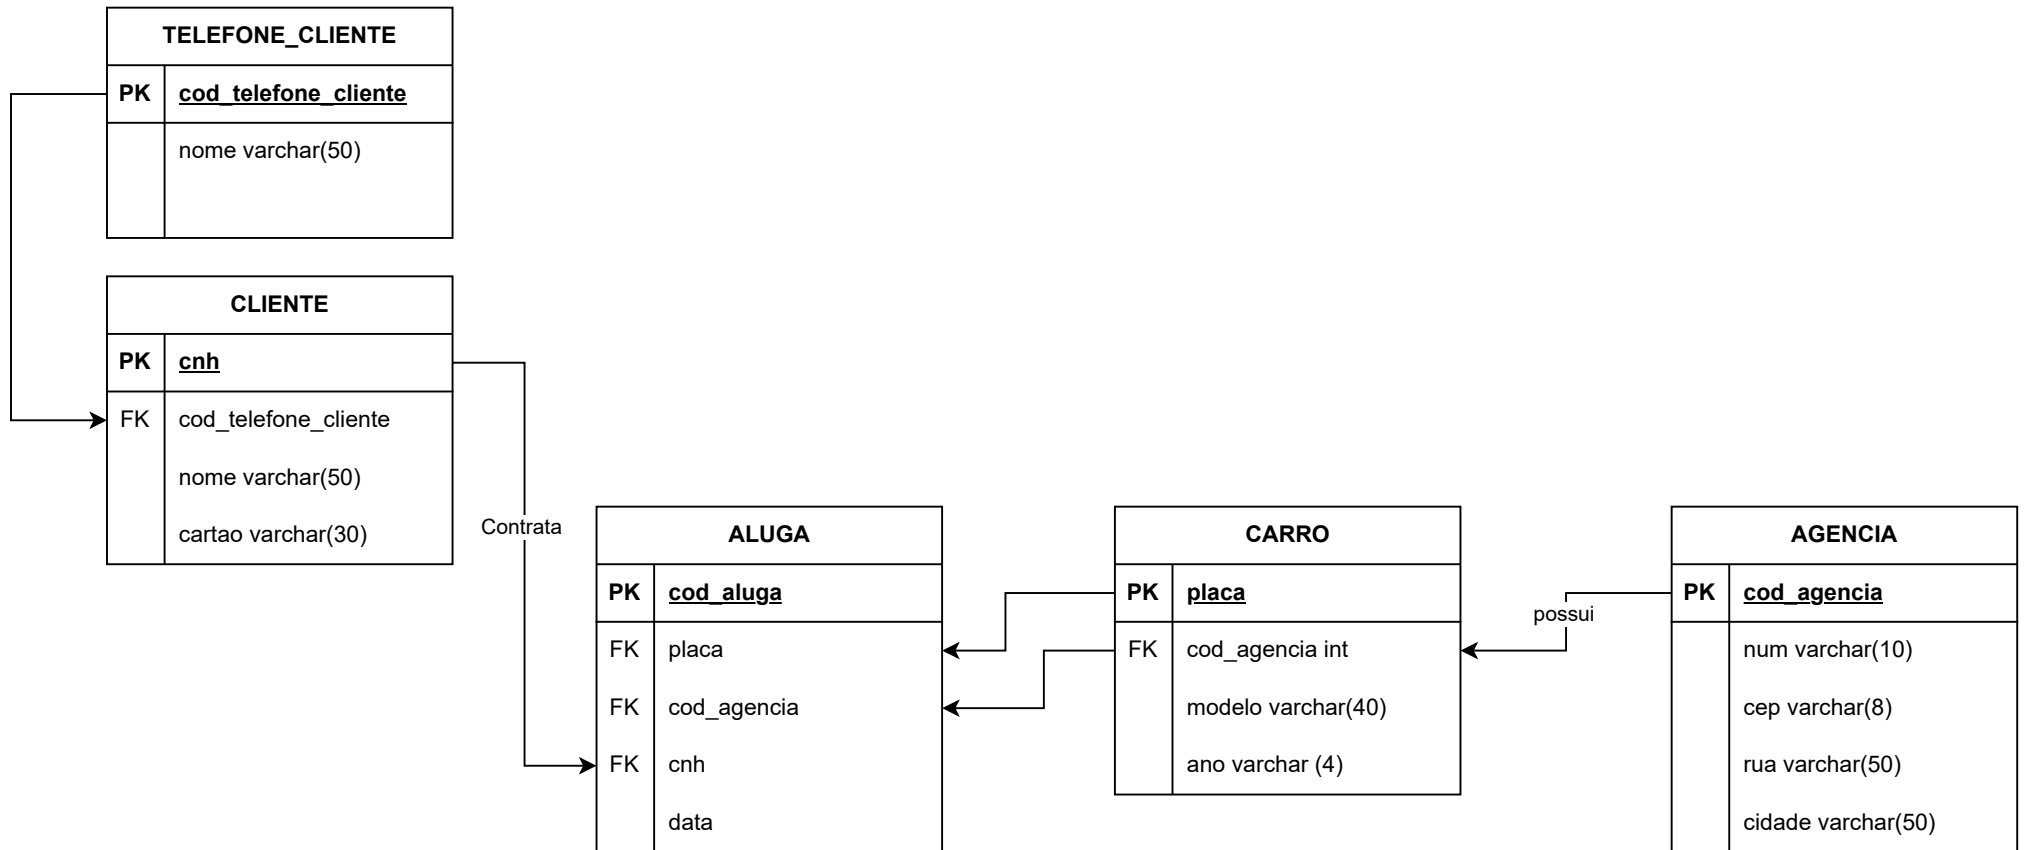 TELEFONE_CLIENTE
PK cod_telefone_cliente
nome varchar(50)
CLIENTE
PK cnh
FK cod_telefone_cliente
nome varchar(50)
cartao varchar(30)
Contrata
ALUGA
PK cod_aluga
FK placa
FK cod_agencia
FK cnh
data
CARRO
PK placa
FK cod_agencia int
modelo varchar(40)
ano varchar (4)
possui
AGENCIA
PK cod_agencia
num varchar(10)
cep varchar(8)
rua varchar(50)
cidade varchar(50)